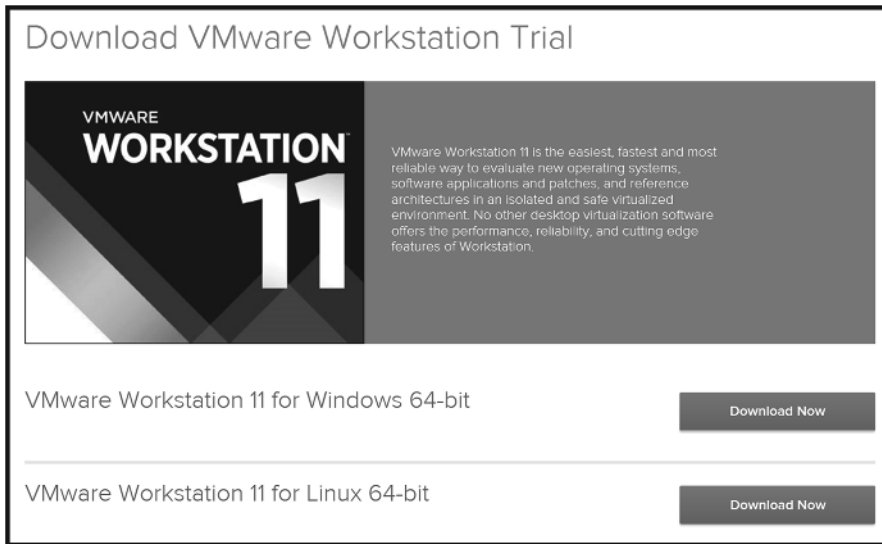 Download VMware Workstation Trial
VMWARE
WORKSTATION™
11
VMware Workstation 11 is the easiest, fastest and most
reliable way to evaluate new operating systems,
software applications and patches, and reference
architectures in an isolated and safe virtualized
environment. No other desktop virtualization software
offers the performance, reliability, and cutting edge
features of Workstation.
VMware Workstation 11 for Windows 64-bit
Download Now
VMware Workstation 11 for Linux 64-bit
Download Now